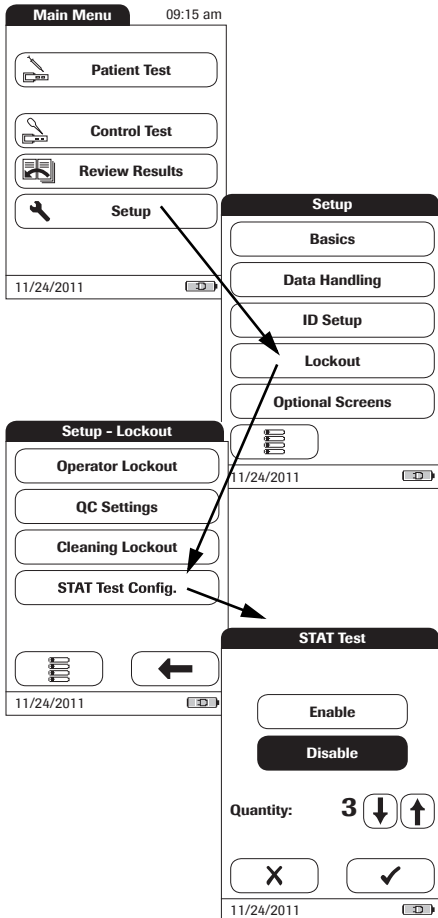 Main Menu 09:15 am
Patient Test
Control Test
Review Results
Setup
11/24/2011
Setup
Basics
Data Handling
ID Setup
Lockout
Optional Screens
11/24/2011
Setup - Lockout
Operator Lockout
QC Settings
Cleaning Lockout
STAT Test Config.
11/24/2011
STAT Test
Enable
Disable
Quantity: 3
11/24/2011